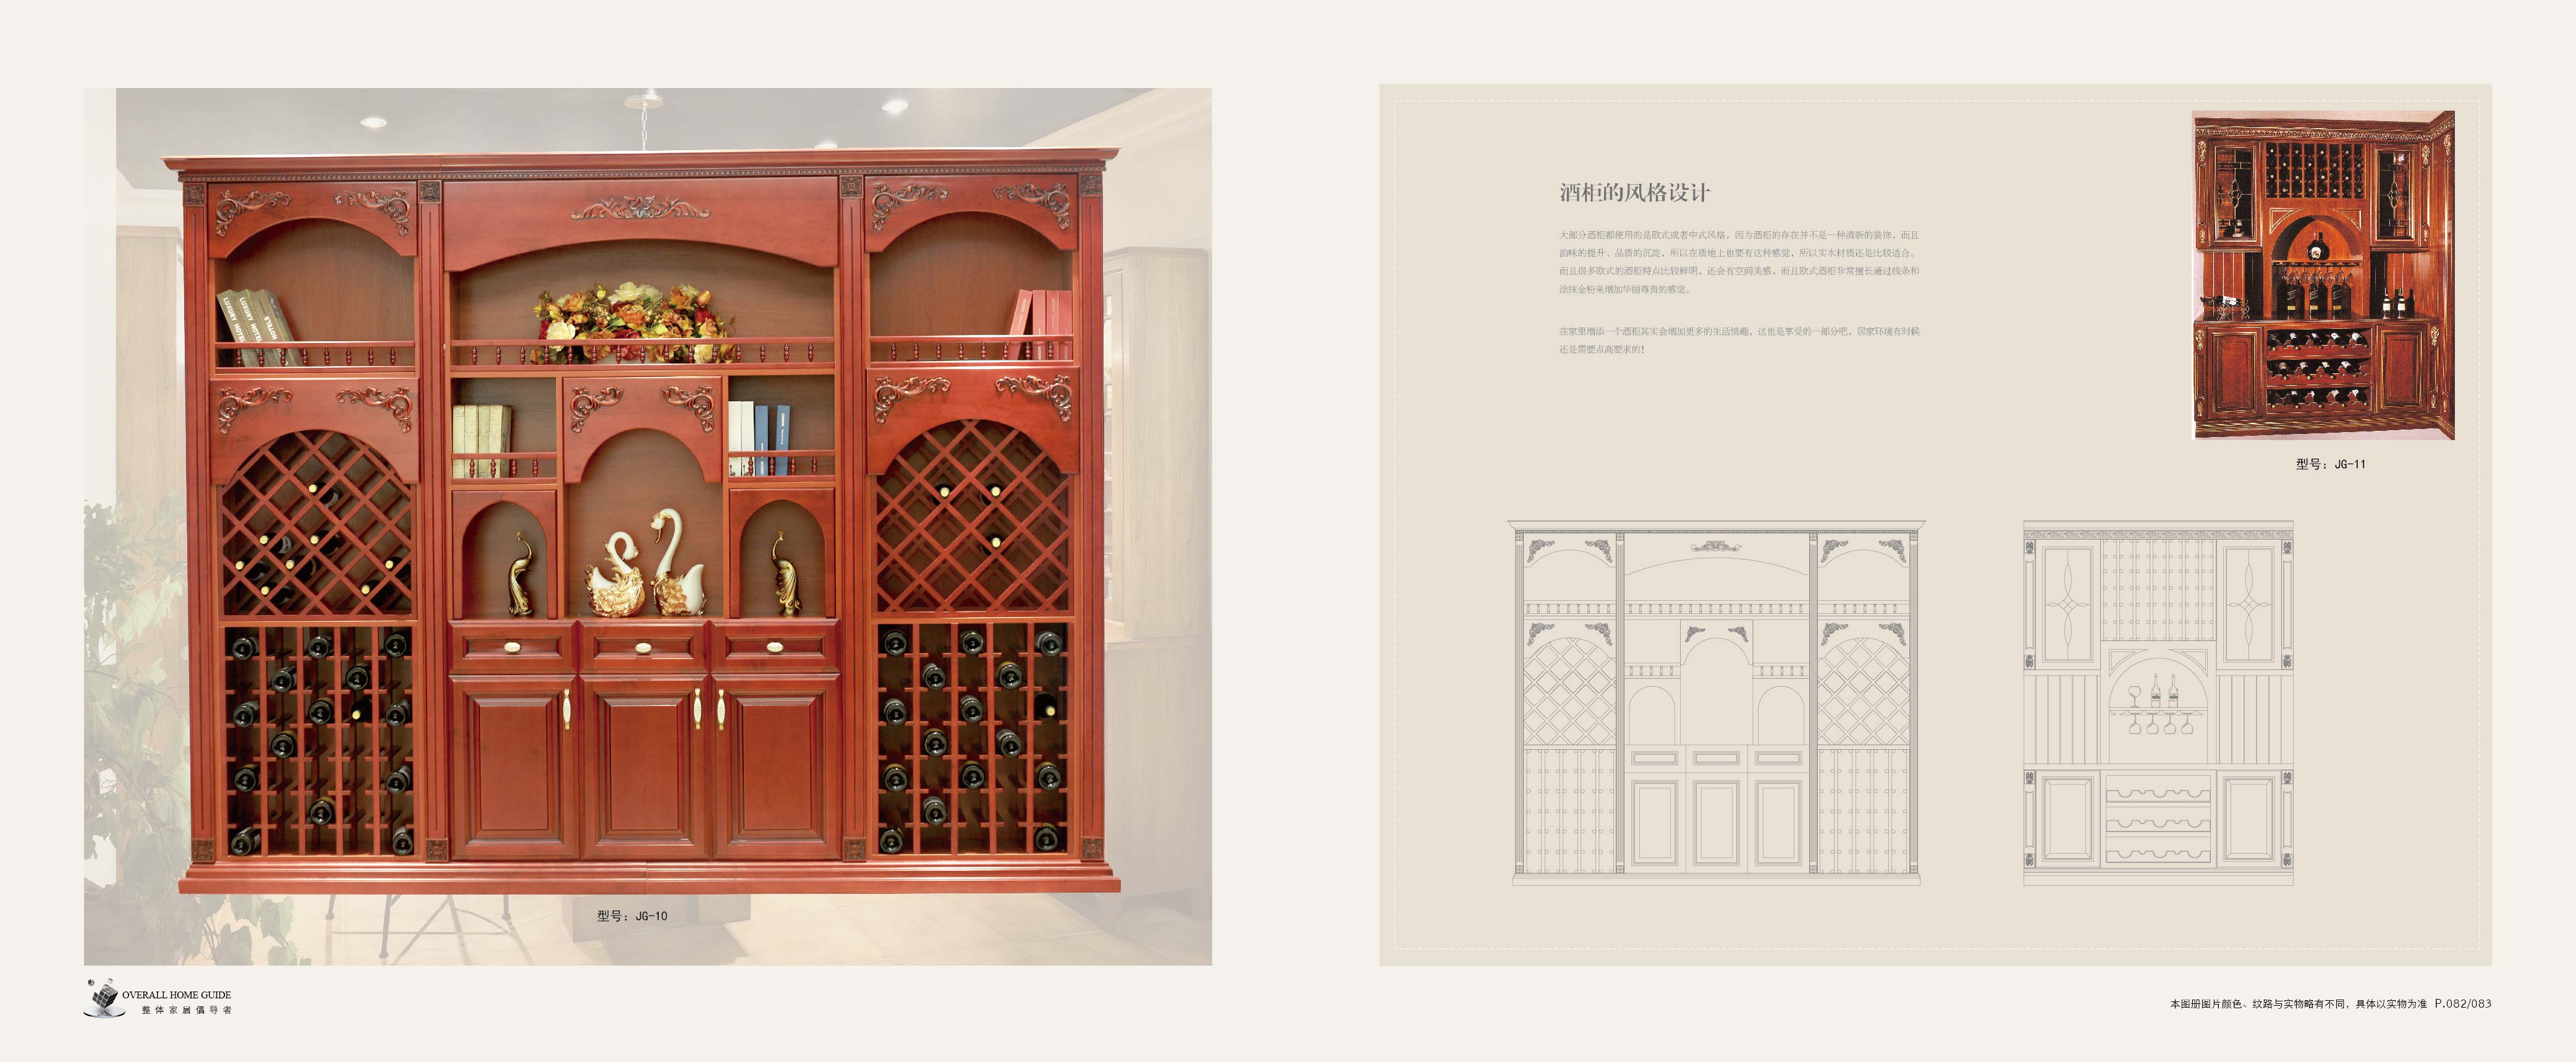 LUXURY HOTEL
LUXURY HOTEL
HOTELS
型号：JG-10
OVERALL HOME GUIDE
整体家居倡导者
酒柜的风格设计
大部分酒柜都使用的是欧式或者中式风格，因为酒柜的存在并不是一种清新的装饰，而且
韵味的提升、品质的沉淀，所以在质地上也要有这种感觉，所以实木材质还是比较适合。
而且很多欧式的酒柜特点比较鲜明，还会有空间美感，而且欧式酒柜非常擅长通过线条和
涂抹金粉来增加华丽尊贵的感觉。
在家里增添一个酒柜其实会增加更多的生活情趣，这也是享受的一部分吧，居家环境有时候
还是需要点高要求的!
型号：JG-11
本图册图片颜色、纹路与实物略有不同，具体以实物为准 P.082/083